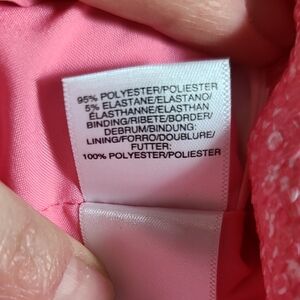 95% POLYESTER/POLIESTER
5% ELASTANE/ELASTANO/
ÉLASTHANNE/ELASTHAN
BINDING/RIBETE/BORDER/
DEBRUM/BINDUNG:
LINING/FORRO/DOUBLURE/
FUTTER:
100% POLYESTER/POLIESTER